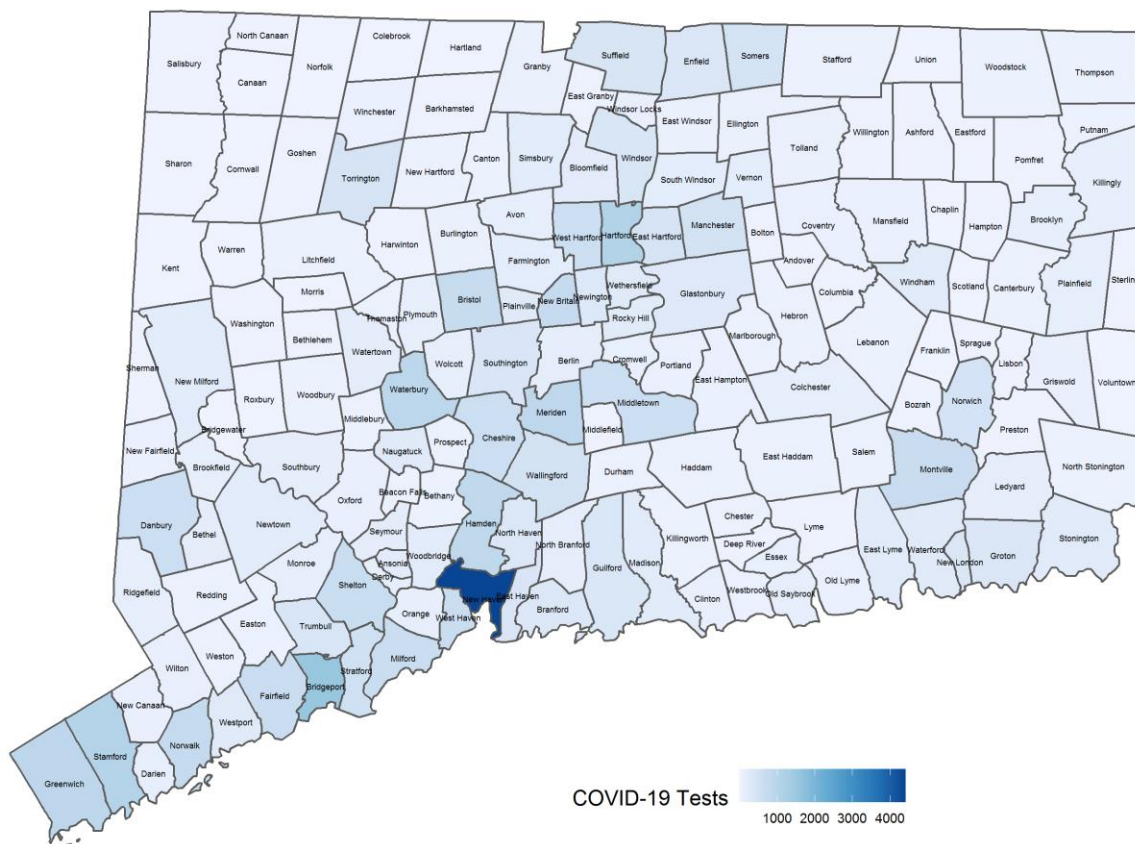 North Canaan
Colebrook
Hartland
Salisbury
Canaan
Norfolk
Granby
Suffield
Enfield
Somers
Stafford
Union
Woodstock
Thompson
Winchester
Barkhamsted
East Granby
Windsor Locks
East Windsor
Ellington
Willington
Ashford
Eastford
Putnam
Sharon
Cornwall
Goshen
Torrington
New Hartford
Canton
Simsbury
Bloomfield
Windsor
South Windsor
Vernon
Tolland
Pomfret
Killingly
Kent
Warren
Litchfield
Harwinton
Burlington
Avon
Farmington
West Hartford
Hartford
East Hartford
Manchester
Bolton
Coventry
Andover
Mansfield
Chaplin
Hampton
Brooklyn
Morris
Bristol
Plainville
New Britain
Newington
Wethersfield
Rocky Hill
Glastonbury
Columbia
Windham
Scotland
Canterbury
Plainfield
Sterlin
Washington
Bethlehem
Thomaston
Plymouth
Watertown
Wolcott
Southington
Berlin
Cromwell
Portland
Marlborough
Hebron
Lebanon
Franklin
Sprague
Lisbon
Griswold
Voluntown
Sherman
New Milford
Roxbury
Woodbury
Waterbury
Middlebury
Cheshire
Meriden
Middletown
Middlefield
East Hampton
Colchester
Bozrah
Norwich
Preston
Bridgewater
New Fairfield
Brookfield
Southbury
Naugatuck
Prospect
Wallingford
Durham
Haddam
East Haddam
Salem
Montville
Ledyard
North Stonington
Danbury
Bethel
Newtown
Oxford
Beacon Falls
Bethany
Hamden
North Haven
North Branford
Killingworth
Chester
Deep River
Essex
Lyme
East Lyme
Waterford
New London
Groton
Stonington
Seymour
Woodbridge
Monroe
Ansonia
Derby
Shelton
Guilford
Madison
Clinton
Westbrook
Old Saybrook
Old Lyme
Ridgefield
Redding
Easton
Trumbull
Orange
New Haven
East Haven
Branford
West Haven
Milford
Stratford
Bridgeport
Wilton
Weston
Fairfield
New Canaan
Westport
Norwalk
Stamford
Darien
Greenwich
COVID-19 Tests
1000 2000 3000 4000